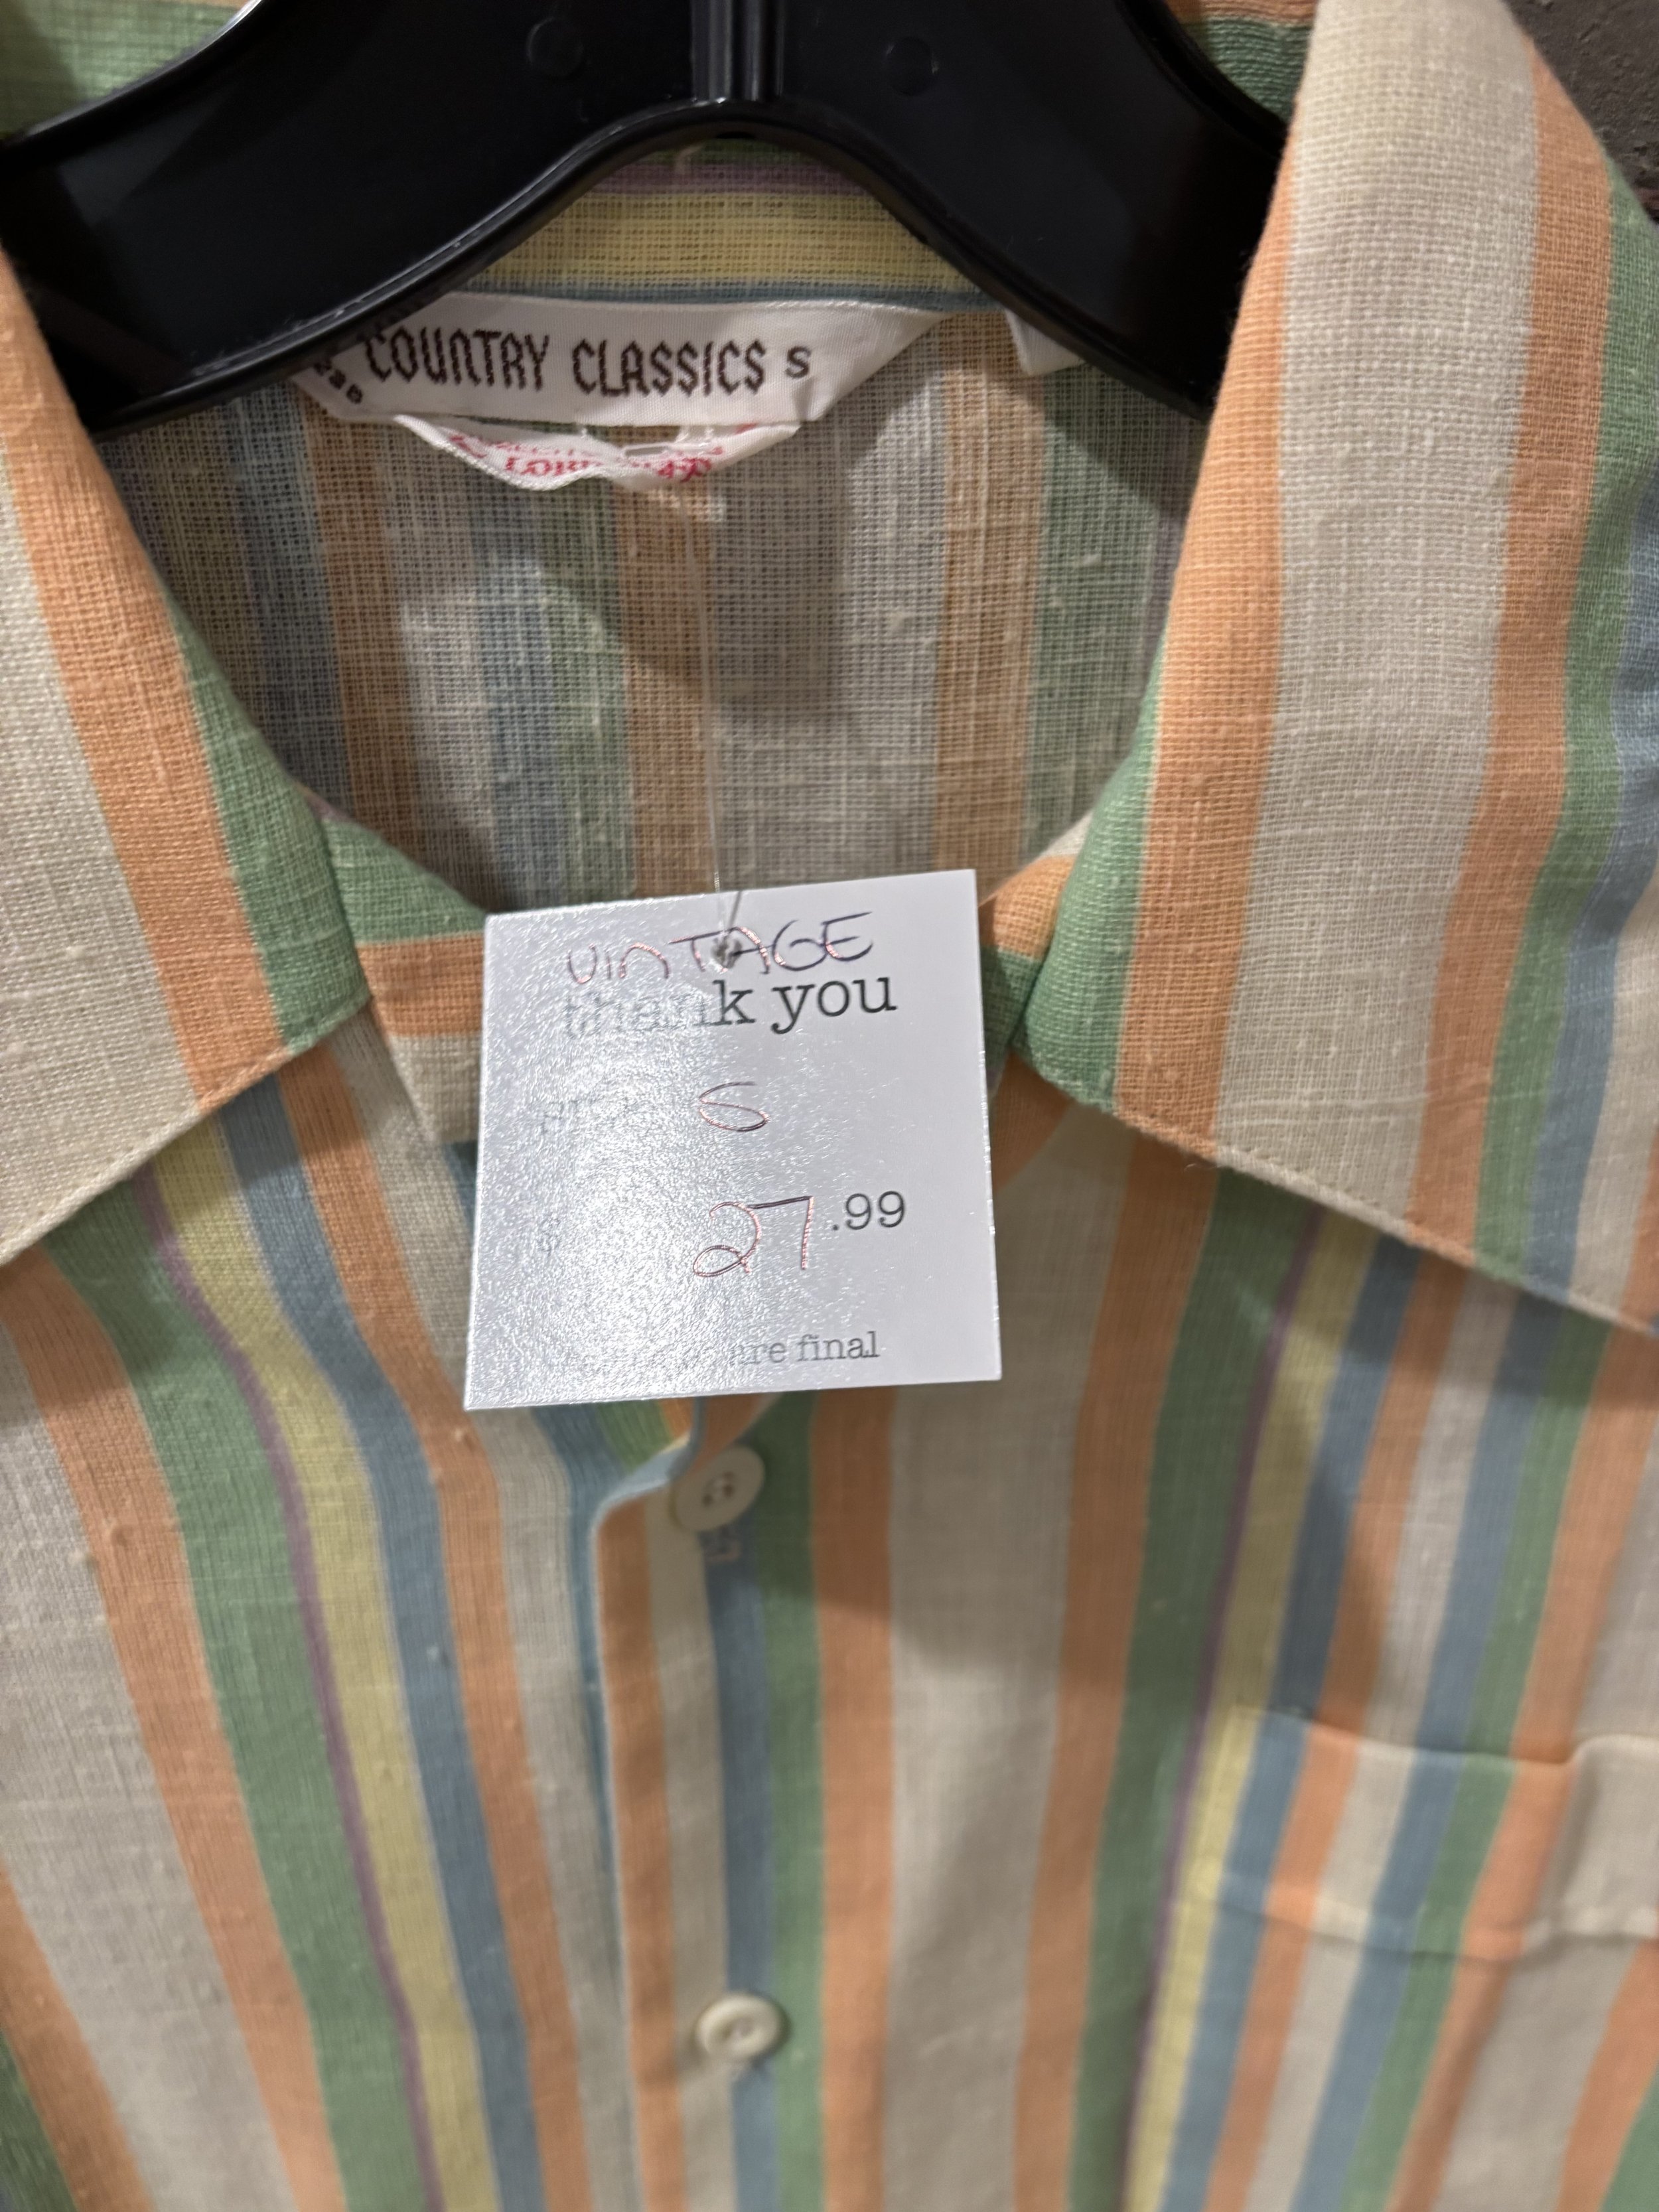 COUNTRY CLASSICS S
VINTAGE
thank you
S
27.99
are final